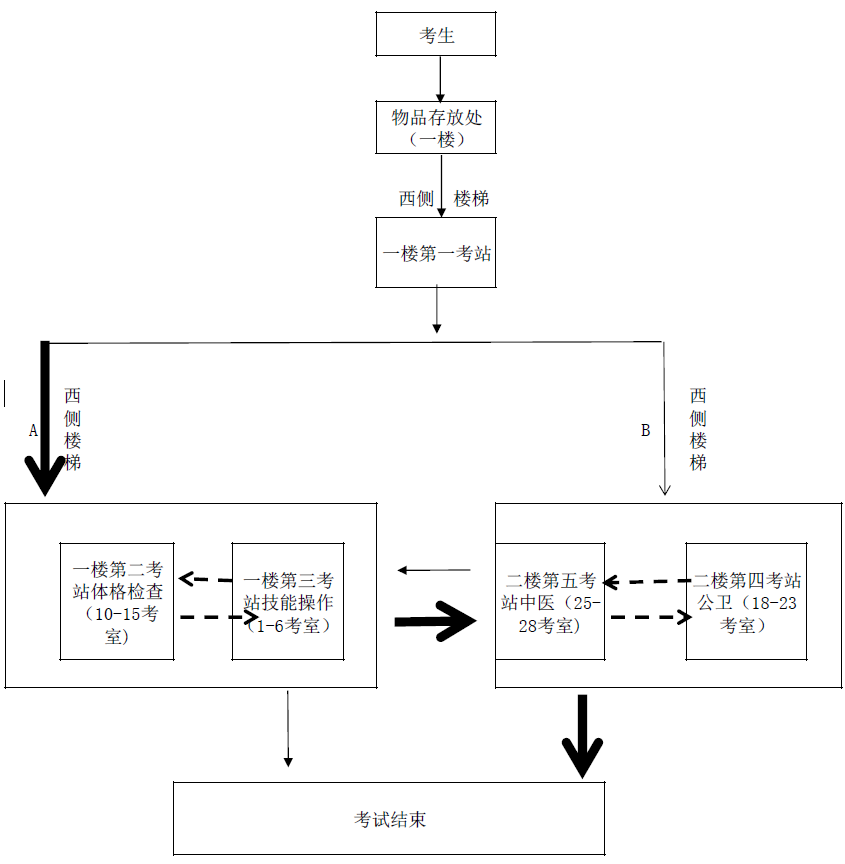 考生
物品存放处
（一楼）
西侧 楼梯
一楼第一考站
A
西
侧
楼
梯
B
西
侧
楼
梯
一楼第二考
站体格检查
（10-15考
室)
一楼第三考
站技能操作
（1-6考室）
二楼第五考
站中医（25-
28考室)
二楼第四考站
公卫（18-23
考室）
考试结束